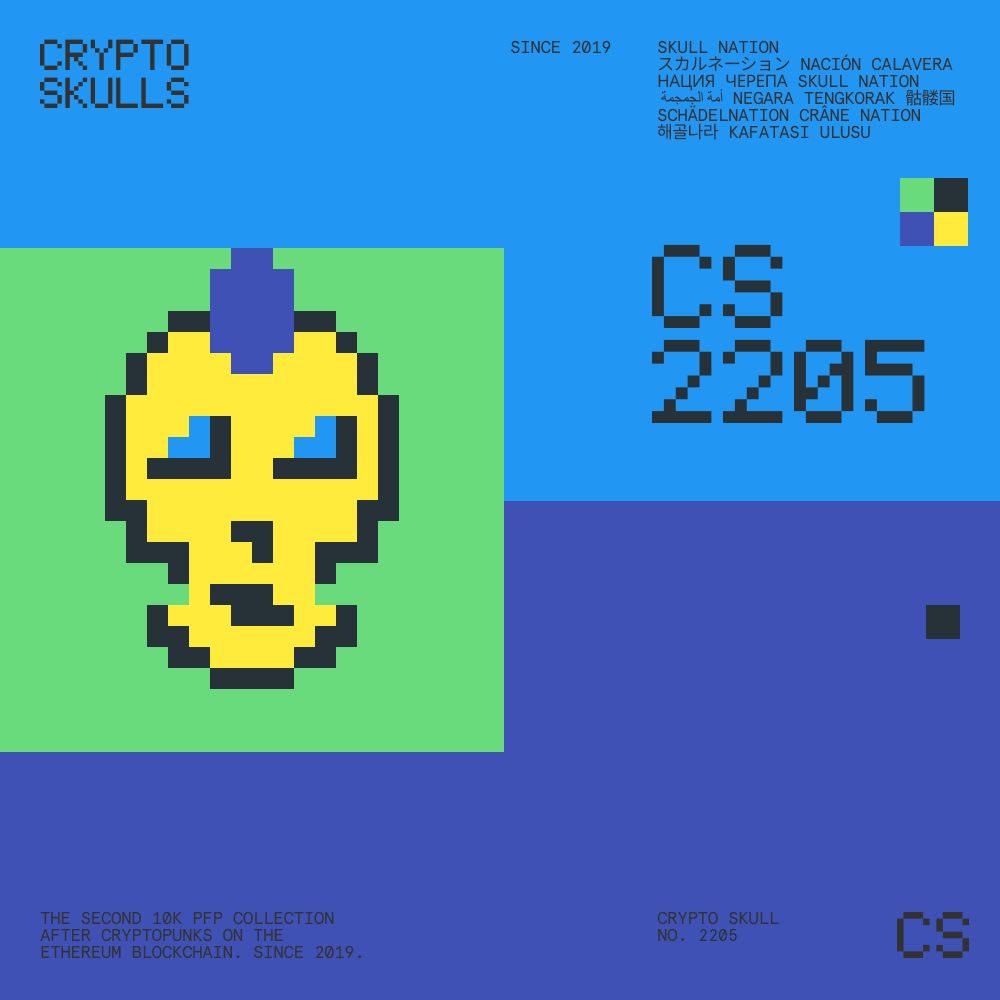 CRYPTO
SKULLS
SINCE 2019
SKULL NATION
スカルネーション NACIÓN CALAVERA
НАЦИЯ ЧЕРЕПА SKULL NATION
أمة الجمجمة NEGARA TENGKORAK 骷髅国
SCHÄDELNATION CRÂNE NATION
해골나라 KAFATASI ULUSU
CS
2205
THE SECOND 10K PFP COLLECTION
AFTER CRYPTOPUNKS ON THE
ETHEREUM BLOCKCHAIN. SINCE 2019.
CRYPTO SKULL
NO. 2205
CS